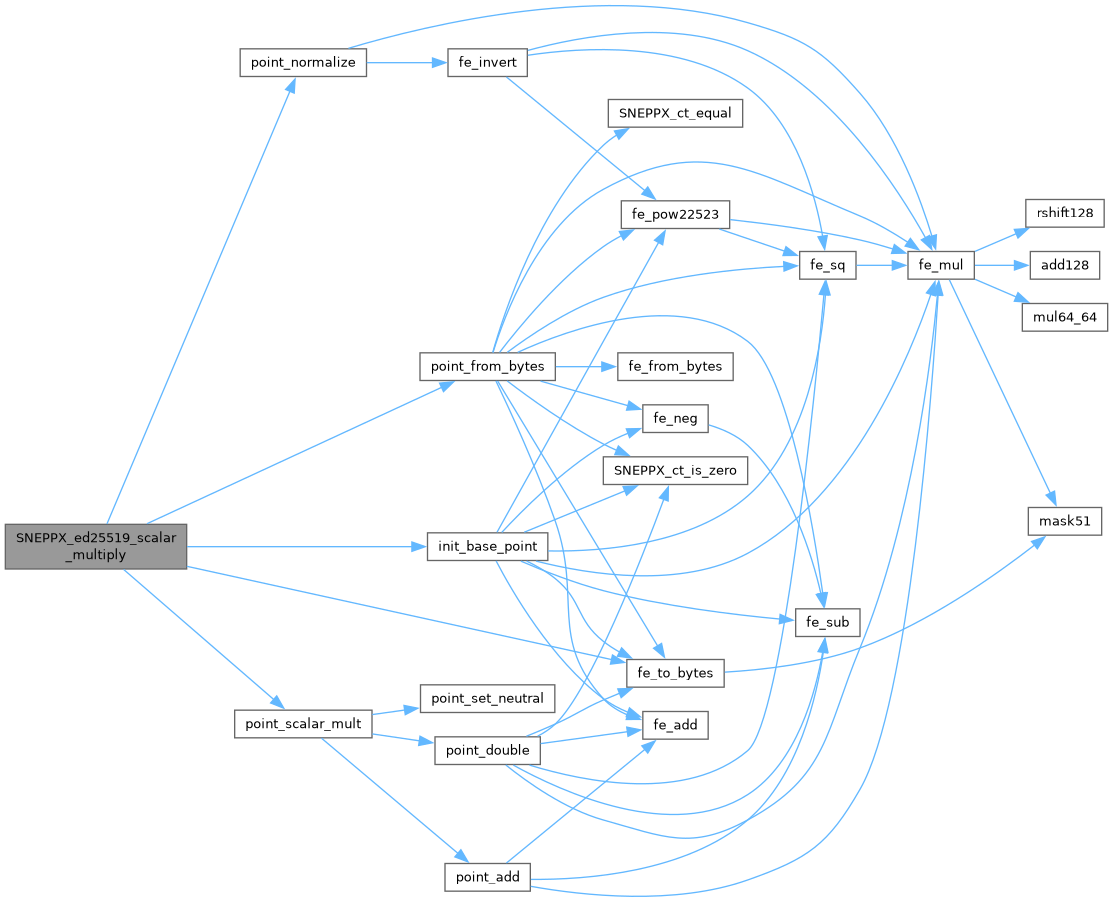 point_normalize
fe_invert
SNEPPX_ct_equal
fe_pow22523
rshift128
fe_sq
fe_mul
add128
mul64_64
point_from_bytes
fe_from_bytes
fe_neg
SNEPPX_ct_is_zero
mask51
SNEPPX_ed25519_scalar
_multiply
init_base_point
fe_sub
fe_to_bytes
point_set_neutral
point_scalar_mult
fe_add
point_double
point_add